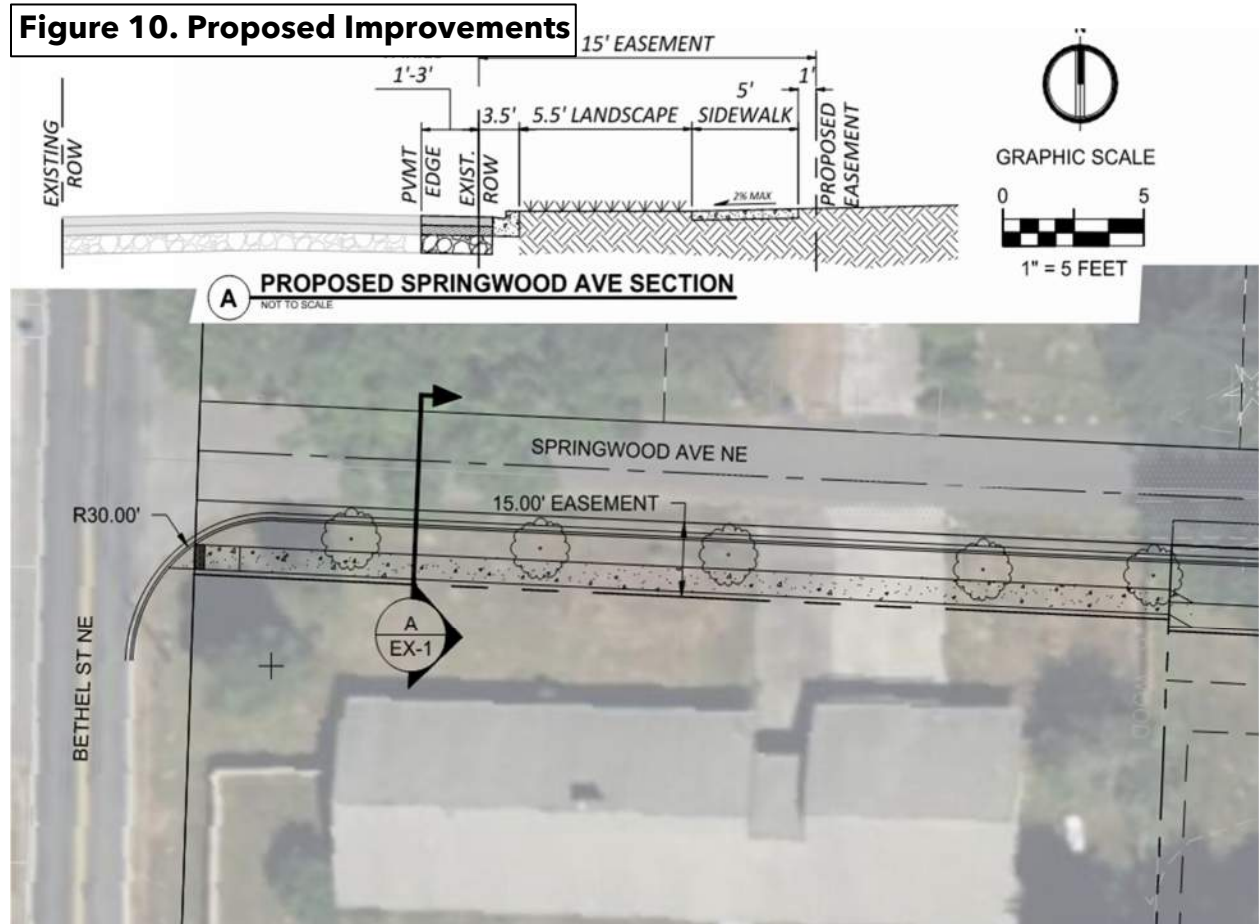 Figure 10. Proposed Improvements
15' EASEMENT
1'-3'
3.5'
5.5' LANDSCAPE
5'
SIDEWALK
1'
EXISTING
ROW
PVMT
EDGE
EXIST.
ROW
2% MAX
PROPOSED
EASEMENT
N
GRAPHIC SCALE
0 5
1" = 5 FEET
A
PROPOSED SPRINGWOOD AVE SECTION
NOT TO SCALE
SPRINGWOOD AVE NE
15.00' EASEMENT
R30.00'
A
EX-1
BETHEL ST NE